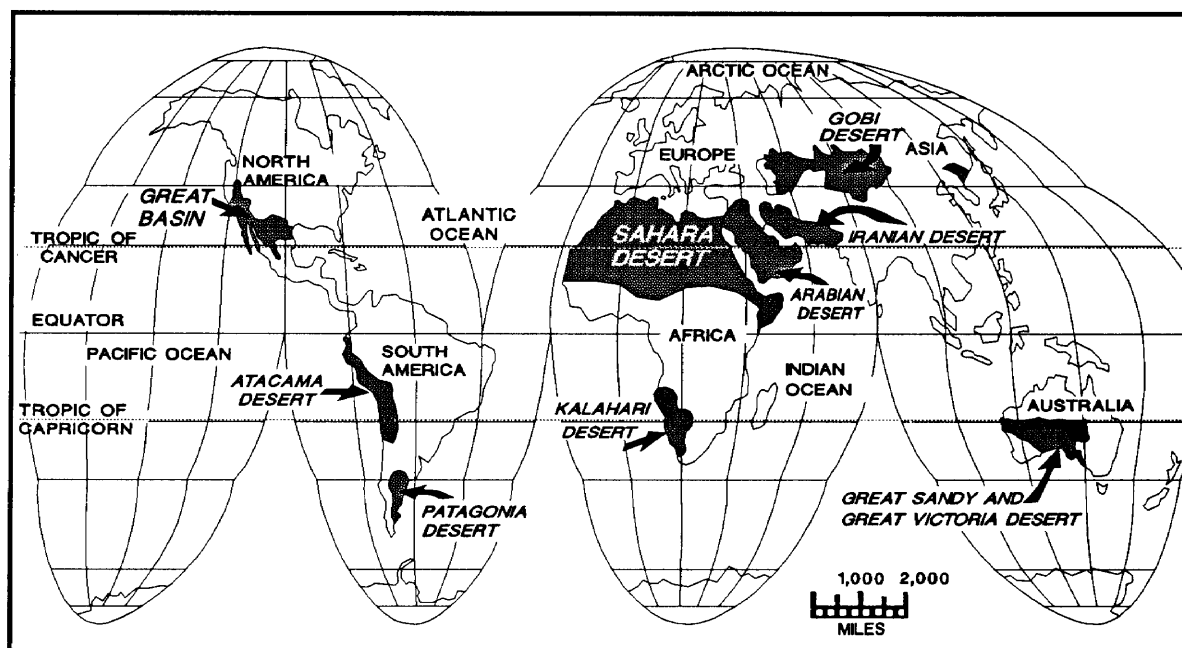 ARCTIC OCEAN
GOBI
DESERT
ASIA
EUROPE
NORTH
AMERICA
GREAT
BASIN
ATLANTIC
OCEAN
TROPIC OF
CANCER
SAHARA
DESERT
IRANIAN DESERT
ARABIAN
DESERT
EQUATOR
AFRICA
PACIFIC OCEAN
SOUTH
AMERICA
INDIAN
OCEAN
ATACAMA
DESERT
TROPIC OF
CAPRICORN
KALAHARI
DESERT
AUSTRALIA
PATAGONIA
DESERT
GREAT SANDY AND
GREAT VICTORIA DESERT
1,000 2,000
MILES